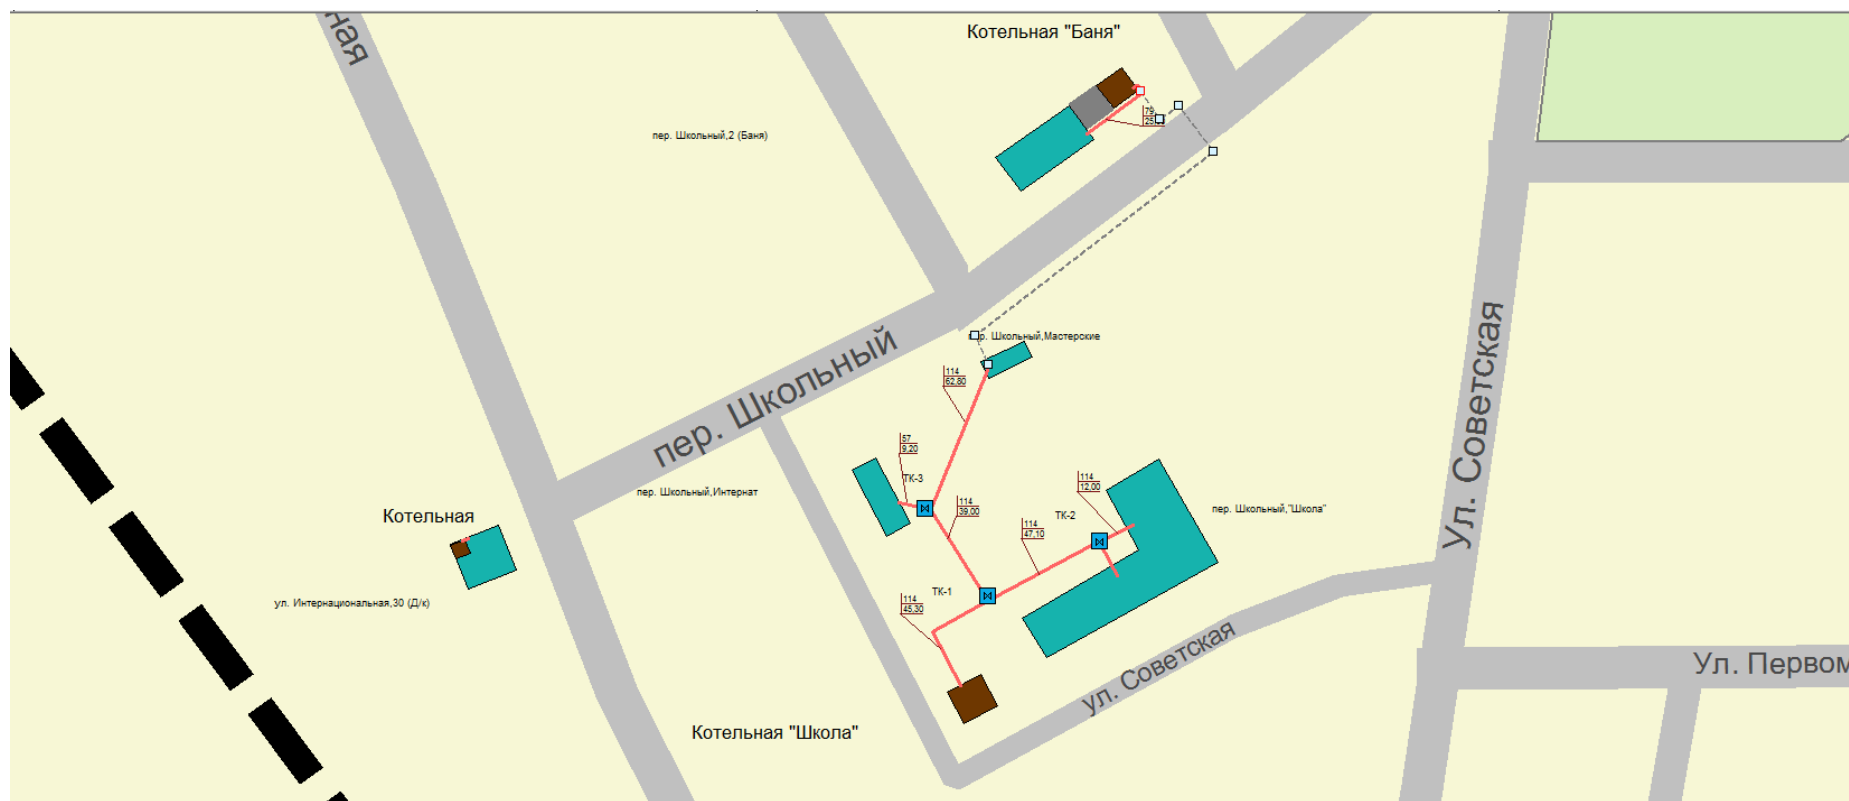 ная
Котельная "Баня"
79
пер. Школьный,2 (Баня)
пер. Школьный,Мастерские
114
62,80
пер. Школьный
Ул. Советская
57
9,20
ТК-3
114
12,00
пер. Школьный,Интернат
114
39,00
114
47,10
ТК-2
пер. Школьный,"Школа"
Котельная
ТК-1
114
45,30
ул. Интернациональная,30 (Д/к)
ул. Советская
Ул. Первом
Котельная "Школа"